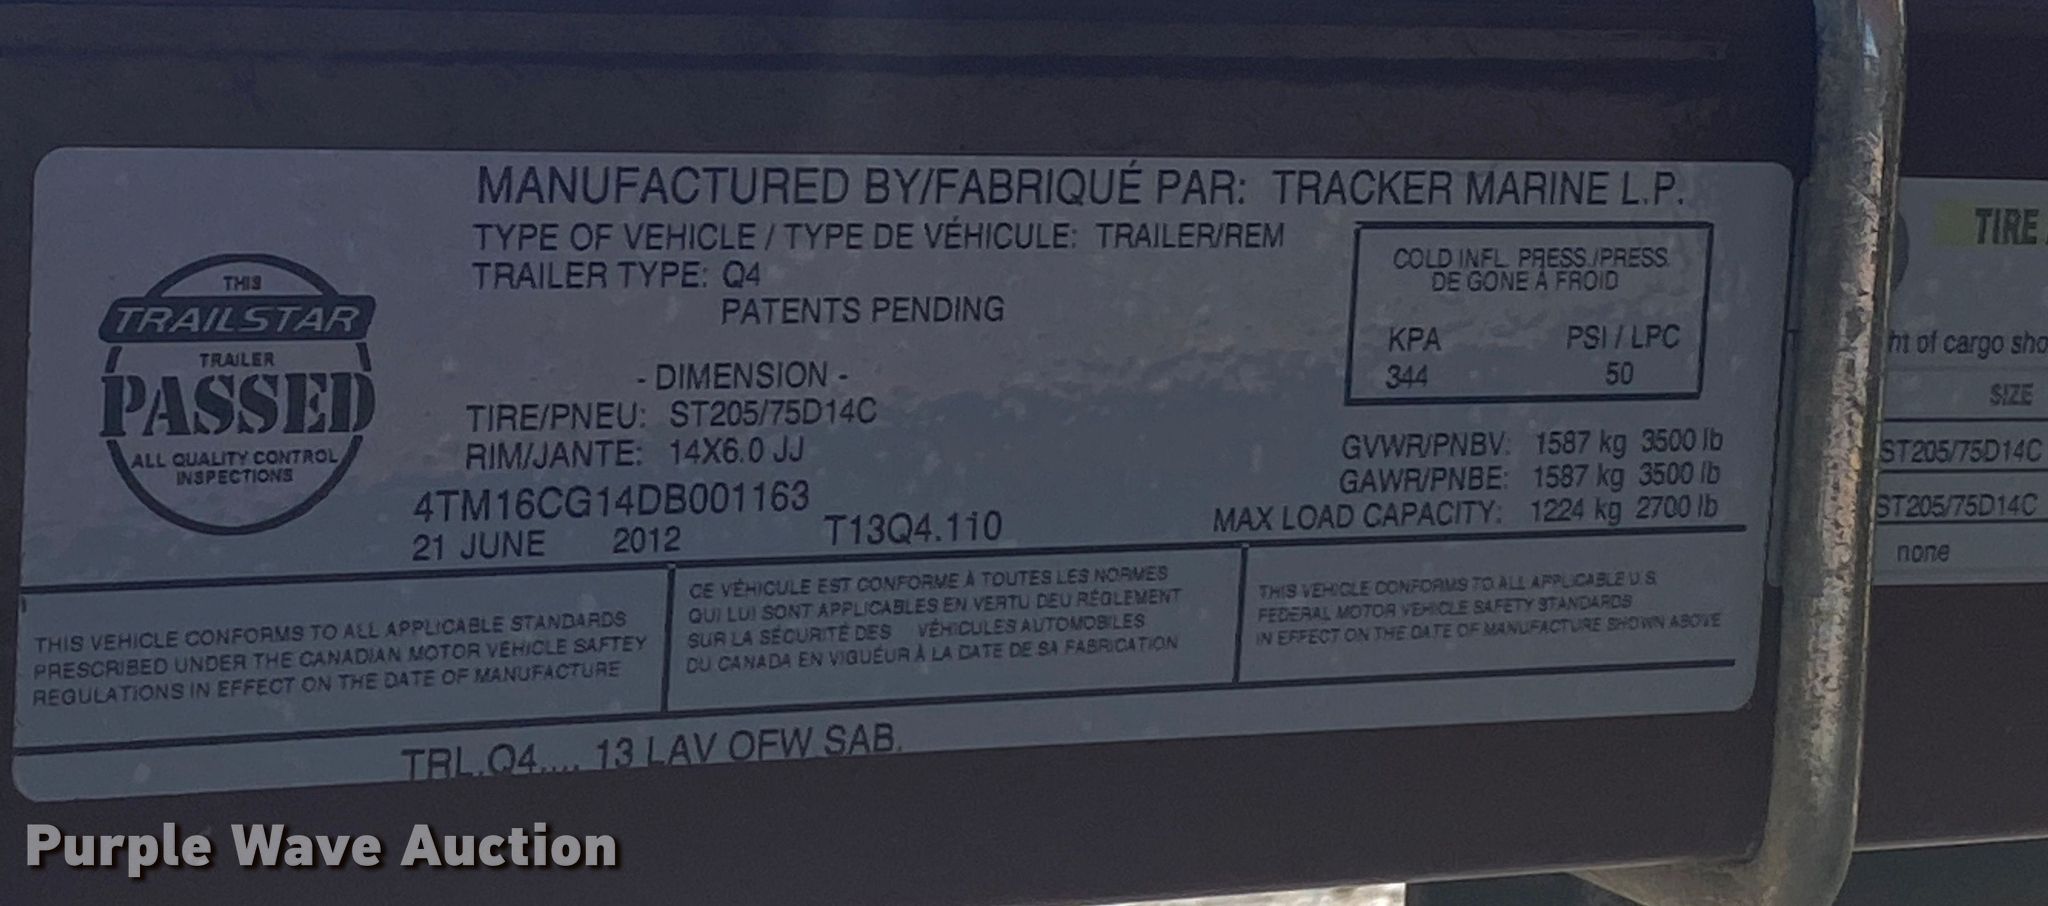 MANUFACTURED BY/FABRIQUÉ PAR: TRACKER MARINE L.P.
TYPE OF VEHICLE / TYPE DE VÉHICULE: TRAILER/REM
TRAILER TYPE: Q4
PATENTS PENDING
COLD INFL. PRESS./PRESS.
DE GONE À FROID
KPA PSI / LPC
344 50
THIS
TRAILSTAR
TRAILER
PASSED
ALL QUALITY CONTROL
INSPECTIONS
- DIMENSION -
TIRE/PNEU: ST205/75D14C
RIM/JANTE: 14X6.0 JJ
4TM16CG14DB001163
21 JUNE 2012 T13Q4.110
GVWR/PNBV: 1587 kg 3500 lb
GAWR/PNBE: 1587 kg 3500 lb
MAX LOAD CAPACITY: 1224 kg 2700 lb
THIS VEHICLE CONFORMS TO ALL APPLICABLE STANDARDS
PRESCRIBED UNDER THE CANADIAN MOTOR VEHICLE SAFTEY
REGULATIONS IN EFFECT ON THE DATE OF MANUFACTURE
CE VÉHICULE EST CONFORME À TOUTES LES NORMES
QUI LUI SONT APPLICABLES EN VERTU DEU RÉGLEMENT
SUR LA SÉCURITÉ DES VÉHICULES AUTOMOBILES
DU CANADA EN VIGUEUR À LA DATE DE SA FABRICATION
THIS VEHICLE CONFORMS TO ALL APPLICABLE U.S.
FEDERAL MOTOR VEHICLE SAFETY STANDARDS
IN EFFECT ON THE DATE OF MANUFACTURE SHOWN ABOVE
TRL.Q4.... 13 LAV OFW SAB.
TIRE
of cargo
SIZE
ST205/75D14C
ST205/75D14C
none
Purple Wave Auction